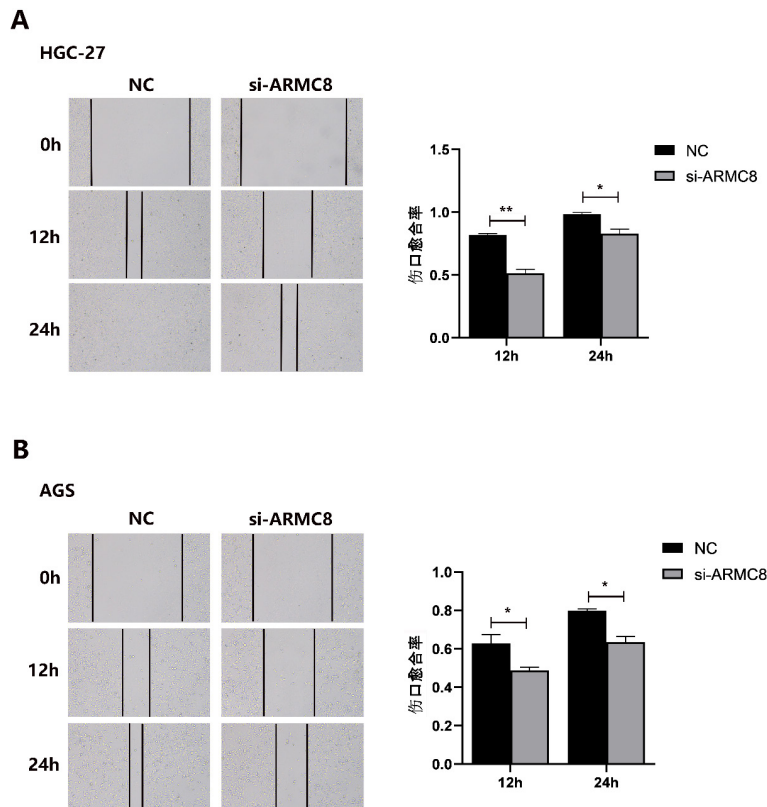 A
HGC-27
NC
si-ARMC8
0h
12h
24h
1.5
1.0
0.5
0.0
伤口愈合率
**
*
12h
24h
NC
si-ARMC8
B
AGS
NC
si-ARMC8
0h
12h
24h
1.0
0.8
0.6
0.4
0.2
0.0
伤口愈合率
*
*
12h
24h
NC
si-ARMC8